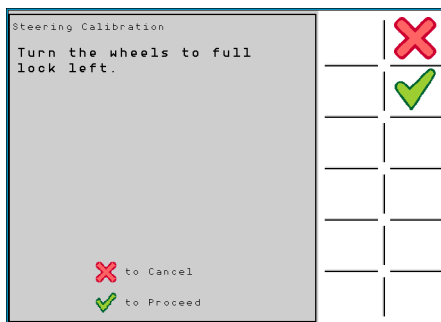 Steering Calibration
Turn the wheels to full
lock left.
to Cancel
to Proceed